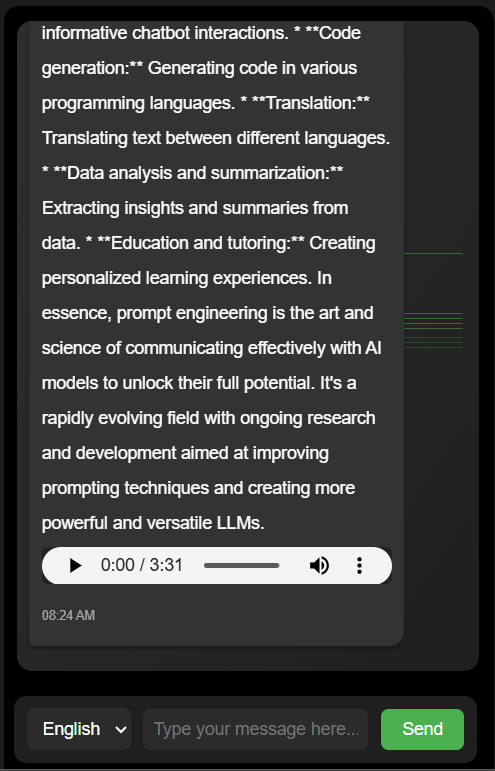 informative chatbot interactions. * **Code
generation:** Generating code in various
programming languages. * **Translation:**
Translating text between different languages.
* **Data analysis and summarization:**
Extracting insights and summaries from
data. * **Education and tutoring:** Creating
personalized learning experiences. In
essence, prompt engineering is the art and
science of communicating effectively with AI
models to unlock their full potential. It's a
rapidly evolving field with ongoing research
and development aimed at improving
prompting techniques and creating more
powerful and versatile LLMs.
0:00 / 3:31
08:24 AM
English Type your message here... Send